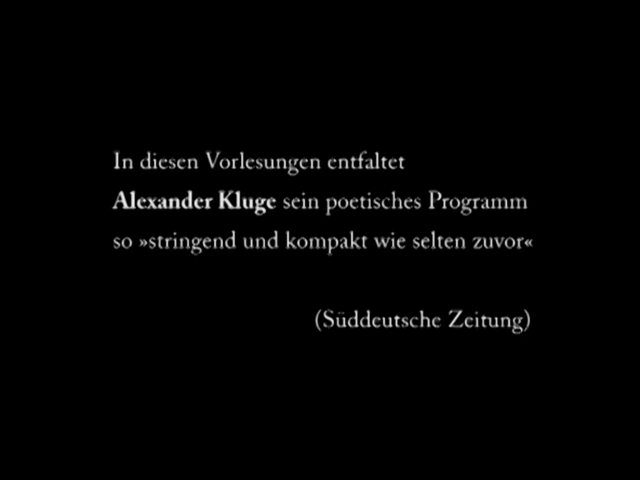 In diesen Vorlesungen entfaltet
Alexander Kluge sein poetisches Programm
so »stringend und kompakt wie selten zuvor«
(Süddeutsche Zeitung)